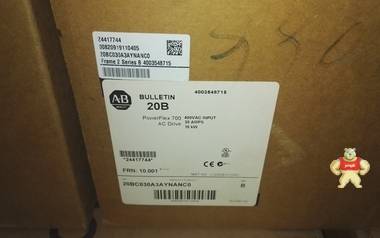 24417744
00820919110405
20BC030A3AYNANC0
Frame 2 Series B 4003548715
AB
BULLETIN
20B
4003548715
PowerFlex 700
AC Drive
400VAC INPUT
30 AMPS
15 kW
*24417744*
FRN: 10.001
20BC030A3AYNANC0
B